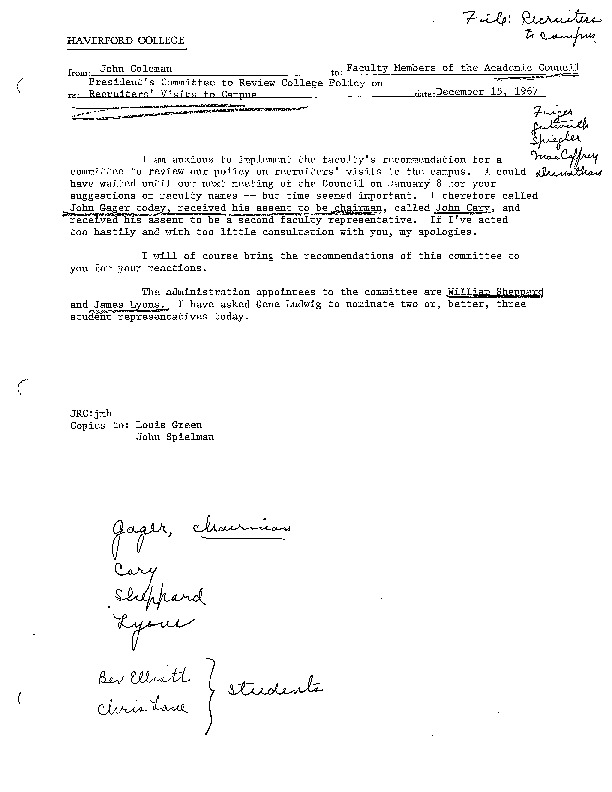 File: Recruiters
to campus
HAVERFORD COLLEGE
from: John Coleman to: Faculty Members of the Academic Council
President's Committee to Review College Policy on
re: Recruiters' Visits to Campus date: December 15, 1967
Spiegler
MacCaffrey
I am anxious to implement the faculty's recommendation for a
committee to review our policy on recruiters' visits to the campus. I could
have waited until our next meeting of the Council on January 8 for your
suggestions of faculty names -- but time seemed important. I therefore called
John Gager today, received his assent to be chairman, called John Cary, and
received his assent to be a second faculty representative. If I've acted
too hastily and with too little consultation with you, my apologies.
I will of course bring the recommendations of this committee to
you for your reactions.
The administration appointees to the committee are William Sheppard
and James Lyons. I have asked Gene Ludwig to nominate two or, better, three
student representatives today.
JRC:jmh
Copies to: Louis Green
John Spielman
Gager, chairman
Cary
Sheppard
Lyons
Bev Elliott
Chris Lane
} students